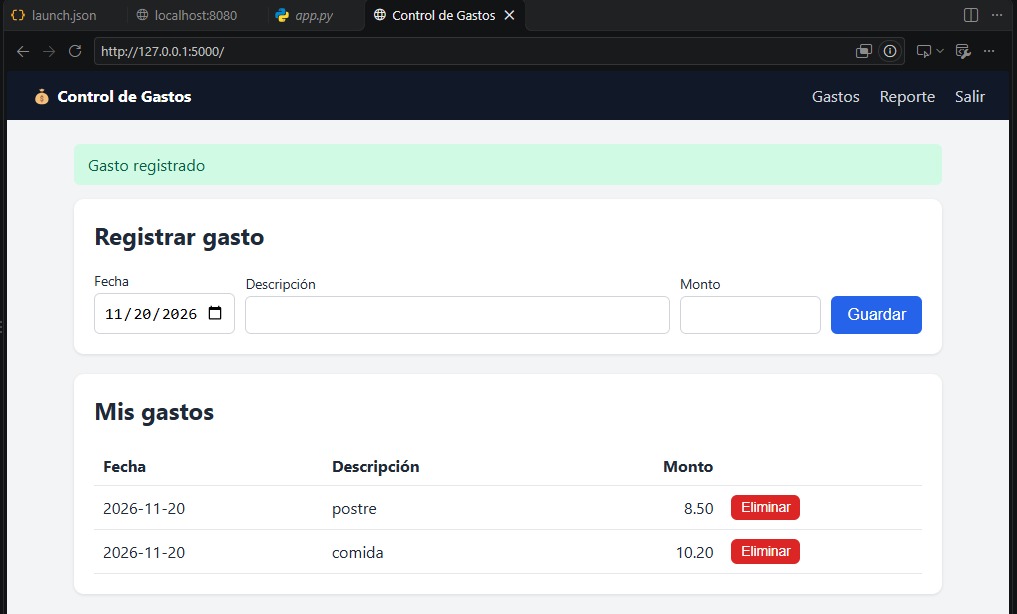 launch.json localhost:8080 app.py Control de Gastos
http://127.0.0.1:5000/
Control de Gastos Gastos Reporte Salir
Gasto registrado
Registrar gasto
Fecha Descripción Monto
11/20/2026 Guardar
Mis gastos
Fecha Descripción Monto
2026-11-20 postre 8.50 Eliminar
2026-11-20 comida 10.20 Eliminar